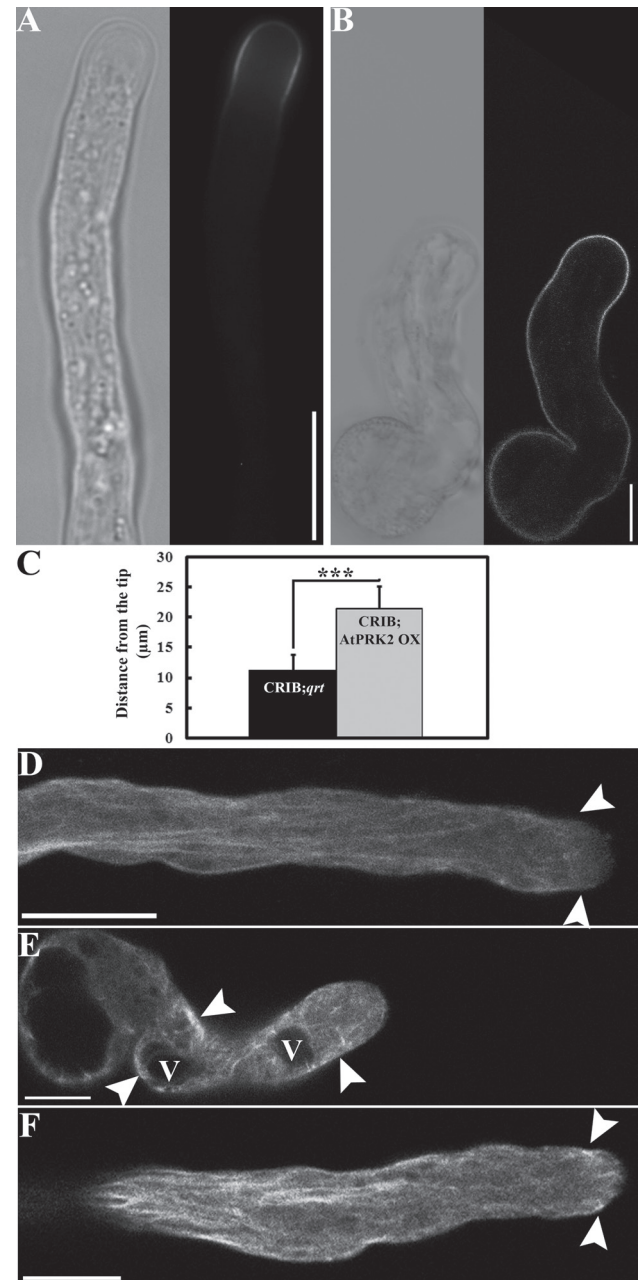 A
B
C
Distance from the tip
(µm)
30
25
20
15
10
5
0
***
CRIB;qrt
CRIB;
AtPRK2 OX
D
E
V
V
F